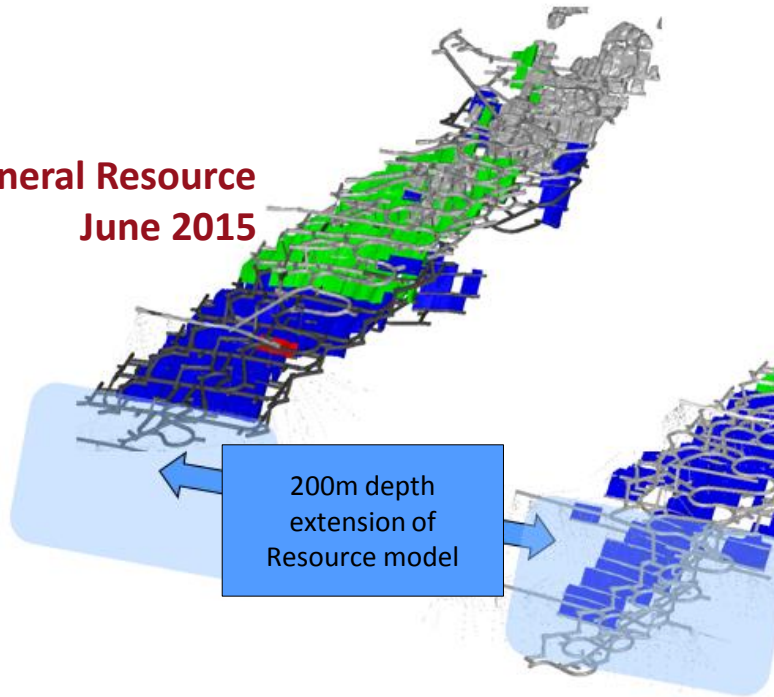 neral Resource
June 2015
200m depth
extension of
Resource model